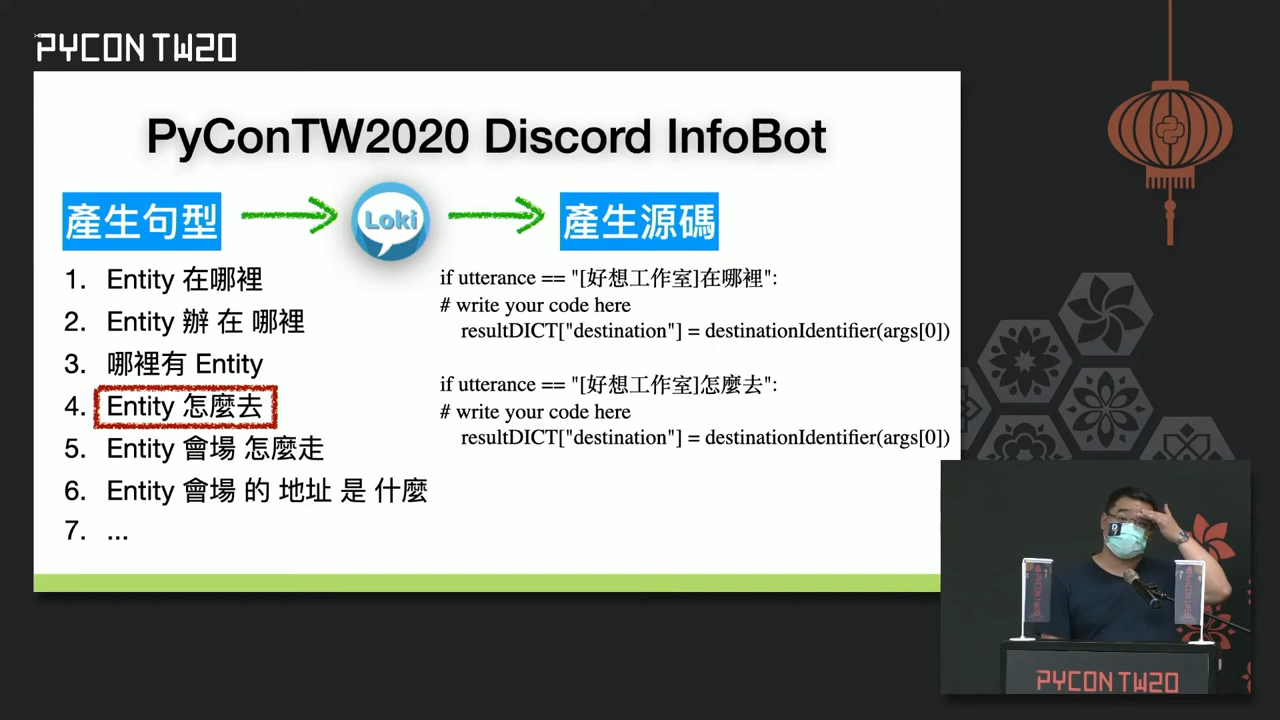 PYCON TW20
PyConTW2020 Discord InfoBot
產生句型
Loki
產生源碼
1. Entity 在哪裡
2. Entity 辦 在 哪裡
3. 哪裡有 Entity
4. Entity 怎麼去
5. Entity 會場 怎麼走
6. Entity 會場 的 地址 是 什麼
7. ...
if utterance == "[好想工作室]在哪裡":
# write your code here
resultDICT["destination"] = destinationIdentifier(args[0])
if utterance == "[好想工作室]怎麼去":
# write your code here
resultDICT["destination"] = destinationIdentifier(args[0])
PYCON TW20
PYCON TW20
PYCON TW20